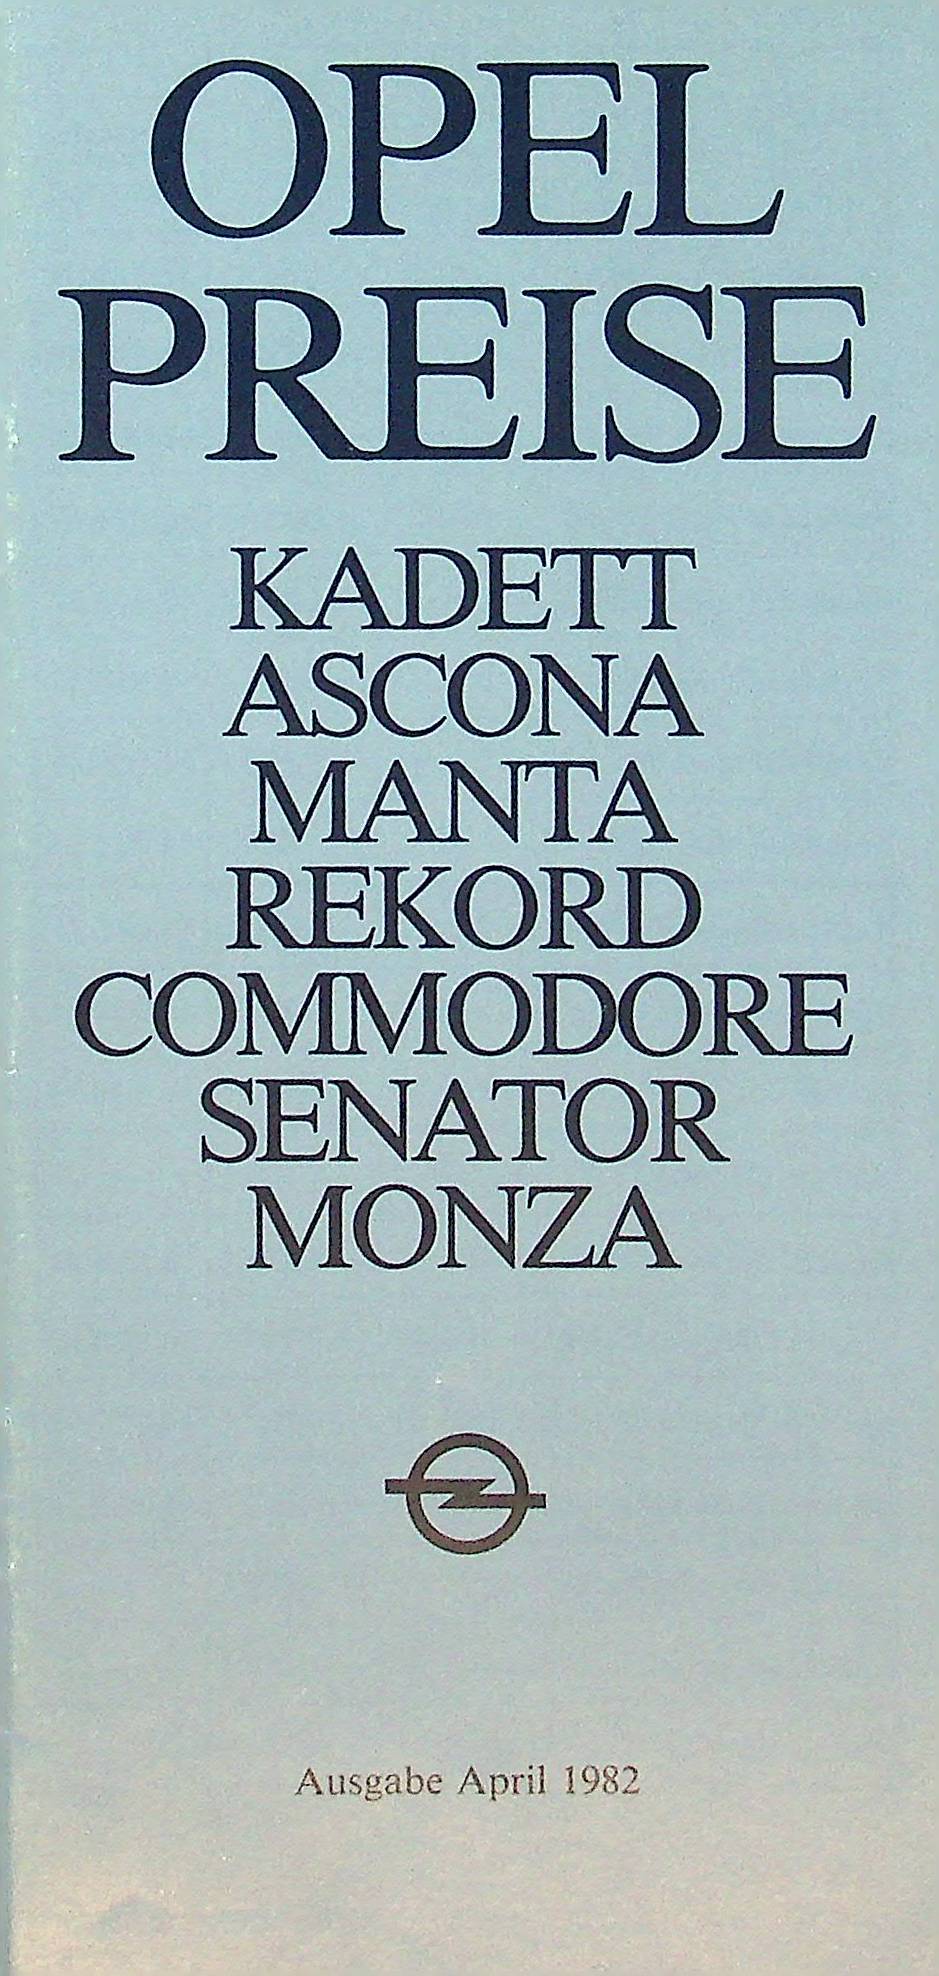 OPEL
PREISE
KADETT
ASCONA
MANTA
REKORD
COMMODORE
SENATOR
MONZA
Ausgabe April 1982